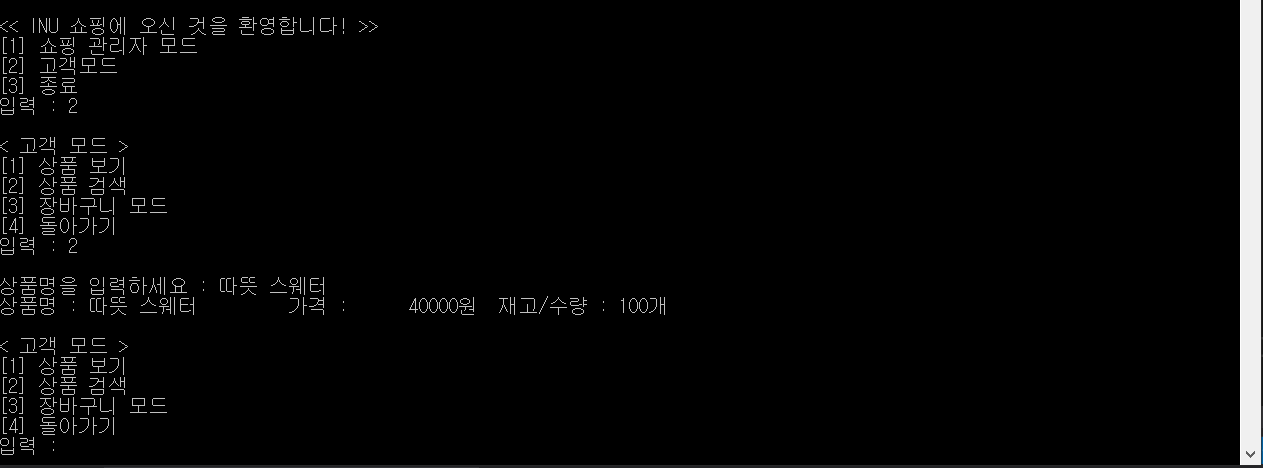 << INU 쇼핑에 오신 것을 환영합니다! >>
[1] 쇼핑 관리자 모드
[2] 고객모드
[3] 종료
입력 : 2
< 고객 모드 >
[1] 상품 보기
[2] 상품 검색
[3] 장바구니 모드
[4] 돌아가기
입력 : 2
상품명을 입력하세요 : 따뜻 스웨터
상품명 : 따뜻 스웨터 가격 : 40000원 재고/수량 : 100개
< 고객 모드 >
[1] 상품 보기
[2] 상품 검색
[3] 장바구니 모드
[4] 돌아가기
입력 :